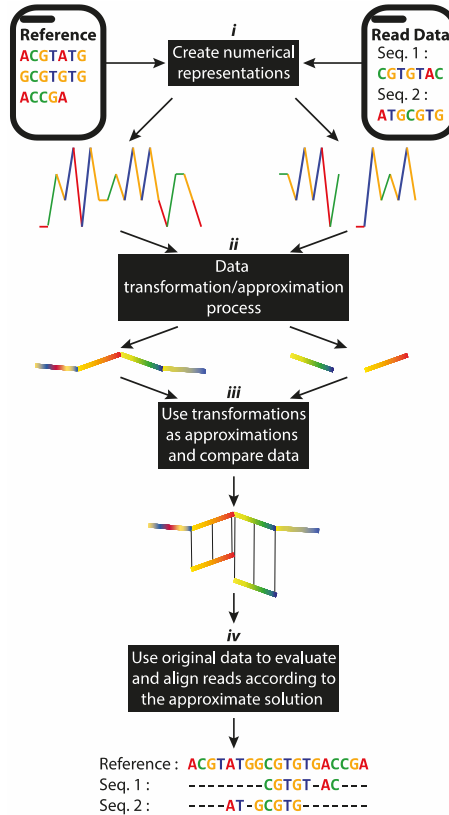 Reference
ACGTATG
GCGTGTG
ACCGA
i
Create numerical
representations
Read Data
Seq. 1 :
CGTGTAC
Seq. 2 :
ATGCGTG
ii
Data
transformation/approximation
process
iii
Use transformations
as approximations
and compare data
iv
Use original data to evaluate
and align reads according to
the approximate solution
Reference : ACGTATGGCGTGTGACCGA
Seq. 1 : --------CGTGT-AC---
Seq. 2 : ----AT-GCGTG-------